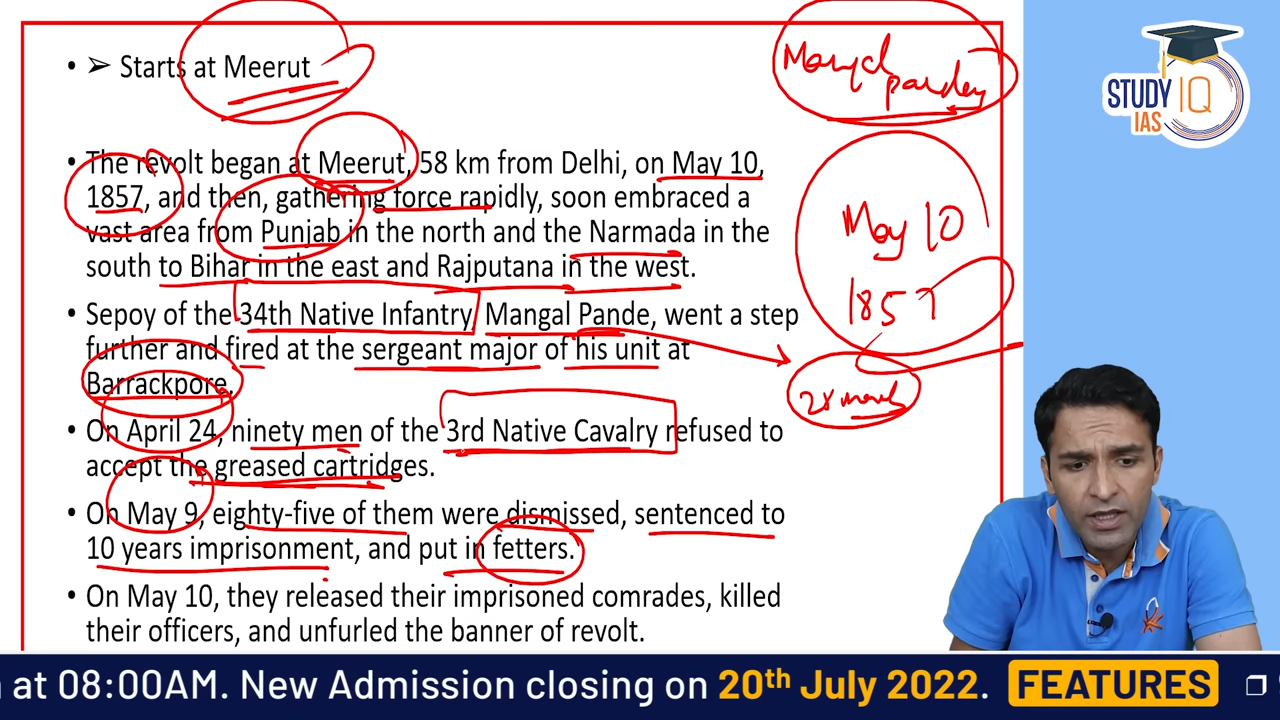 • ➢ Starts at Meerut
Mangal
pandey
STUDY IQ
IAS
• The revolt began at Meerut, 58 km from Delhi, on May 10,
1857, and then, gathering force rapidly, soon embraced a
vast area from Punjab in the north and the Narmada in the
south to Bihar in the east and Rajputana in the west.
May 10
1857
• Sepoy of the 34th Native Infantry, Mangal Pande, went a step
further and fired at the sergeant major of his unit at
Barrackpore.
• On April 24, ninety men of the 3rd Native Cavalry refused to
accept the greased cartridges.
• On May 9, eighty-five of them were dismissed, sentenced to
10 years imprisonment, and put in fetters.
• On May 10, they released their imprisoned comrades, killed
their officers, and unfurled the banner of revolt.
at 08:00AM. New Admission closing on 20th July 2022. FEATURES